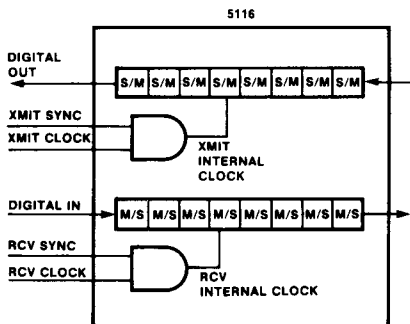 5116
DIGITAL
OUT
S/M S/M S/M S/M S/M S/M S/M S/M
XMIT SYNC
XMIT CLOCK
XMIT
INTERNAL
CLOCK
DIGITAL IN
M/S M/S M/S M/S M/S M/S M/S M/S
RCV SYNC
RCV CLOCK
RCV
INTERNAL CLOCK